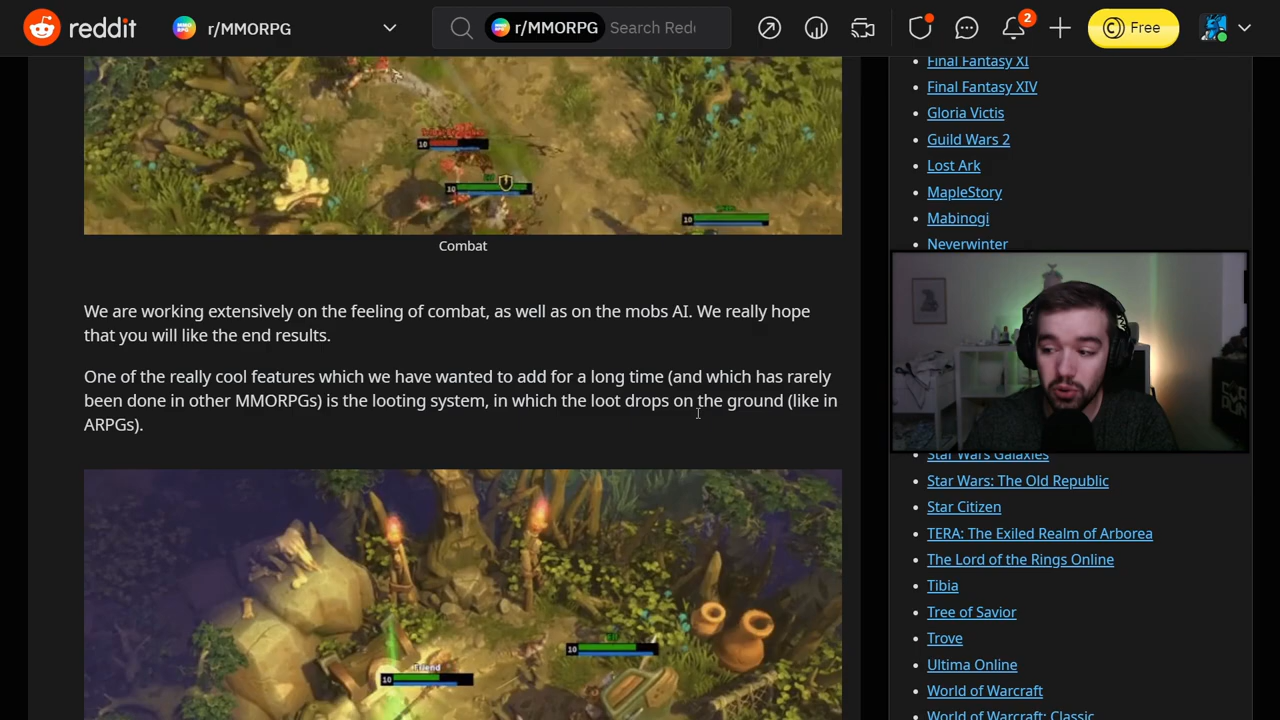 reddit
r/MMORPG
r/MMORPG Search Red
2
Free
Combat
We are working extensively on the feeling of combat, as well as on the mobs AI. We really hope
that you will like the end results.
One of the really cool features which we have wanted to add for a long time (and which has rarely
been done in other MMORPGs) is the looting system, in which the loot drops on the ground (like in
ARPGs).
10
10
10
Friend
10
10
Final Fantasy XI
Final Fantasy XIV
Gloria Victis
Guild Wars 2
Lost Ark
MapleStory
Mabinogi
Neverwinter
Star Wars Galaxies
Star Wars: The Old Republic
Star Citizen
TERA: The Exiled Realm of Arborea
The Lord of the Rings Online
Tibia
Tree of Savior
Trove
Ultima Online
World of Warcraft
World of Warcraft: Classic